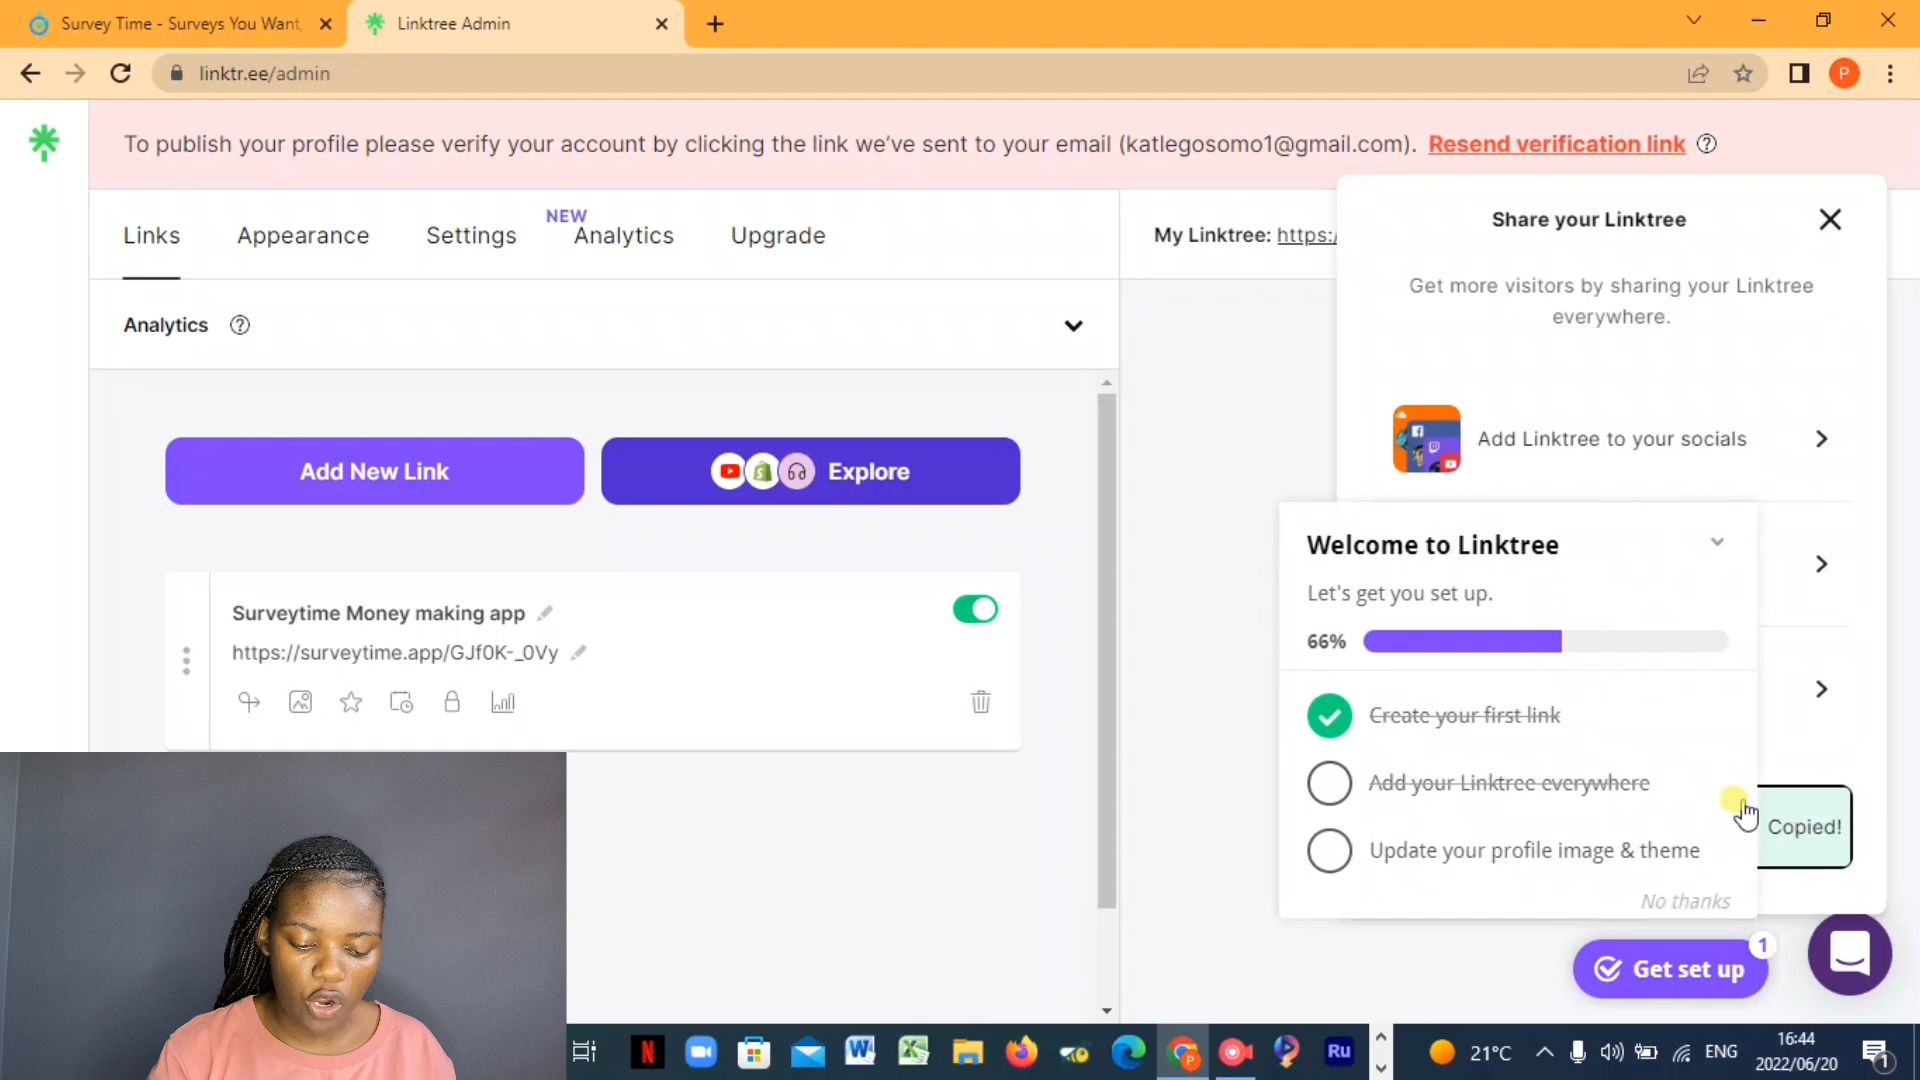 Survey Time - Surveys You Want,
Linktree Admin
linktr.ee/admin
P
To publish your profile please verify your account by clicking the link we've sent to your email (katlegosomo1@gmail.com). Resend verification link
Links
Appearance
Settings
NEW
Analytics
Upgrade
My Linktree: https:/
Share your Linktree
Get more visitors by sharing your Linktree
everywhere.
Analytics
Add New Link
Explore
Add Linktree to your socials
Surveytime Money making app
https://surveytime.app/GJf0K-_0Vy
Welcome to Linktree
Let's get you set up.
66%
Create your first link
Add your Linktree everywhere
Update your profile image & theme
No thanks
Copied!
Get set up
1
N
Ru
21°C
ENG
16:44
2022/06/20
1